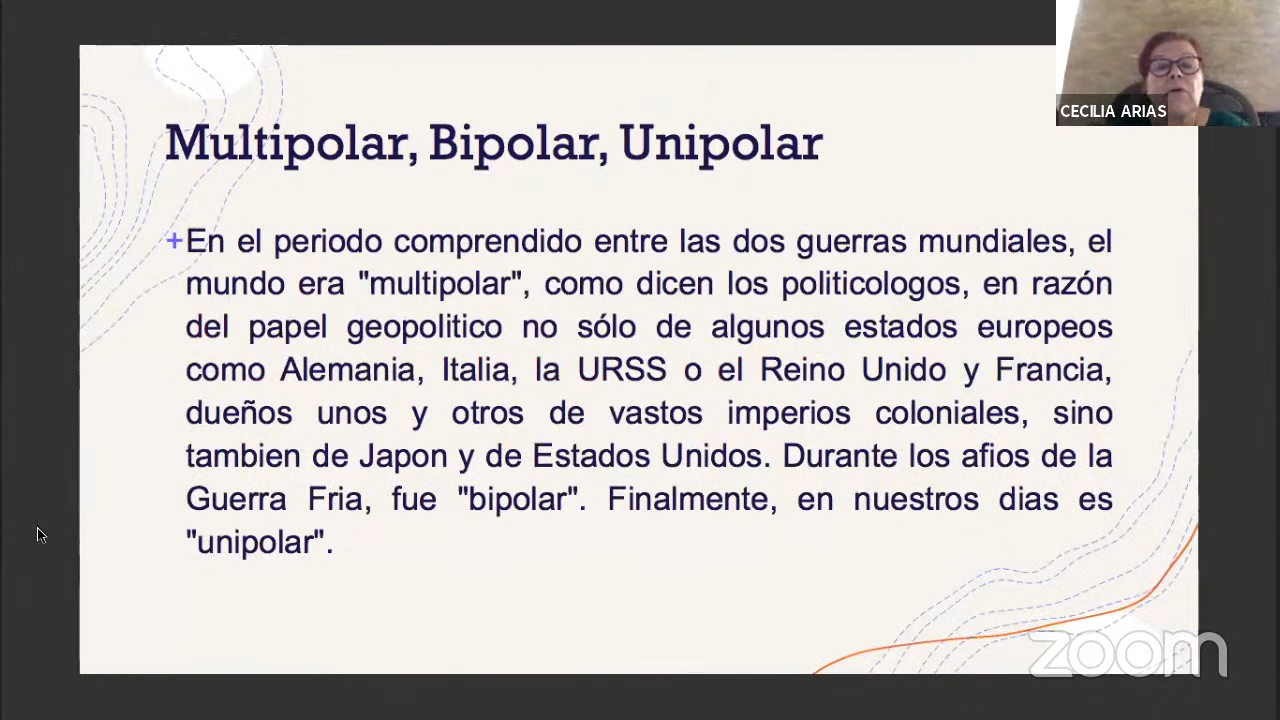 CECILIA ARIAS
Multipolar, Bipolar, Unipolar
+En el periodo comprendido entre las dos guerras mundiales, el
mundo era "multipolar", como dicen los politicologos, en razón
del papel geopolitico no sólo de algunos estados europeos
como Alemania, Italia, la URSS o el Reino Unido y Francia,
dueños unos y otros de vastos imperios coloniales, sino
tambien de Japon y de Estados Unidos. Durante los afios de la
Guerra Fria, fue "bipolar". Finalmente, en nuestros dias es
"unipolar".
zoom